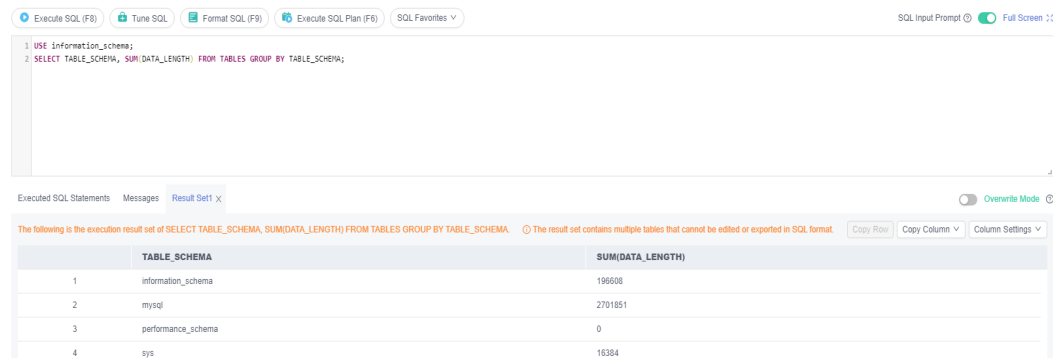 Execute SQL (F8) Tune SQL Format SQL (F9) Execute SQL Plan (F6) SQL Favorites SQL Input Prompt Full Screen
1 USE information_schema;
2 SELECT TABLE_SCHEMA, SUM(DATA_LENGTH) FROM TABLES GROUP BY TABLE_SCHEMA;
Executed SQL Statements Messages Result Set1 X Overwrite Mode
The following is the execution result set of SELECT TABLE_SCHEMA, SUM(DATA_LENGTH) FROM TABLES GROUP BY TABLE_SCHEMA. The result set contains multiple tables that cannot be edited or exported in SQL format. Copy Row Copy Column Column Settings
TABLE_SCHEMA SUM(DATA_LENGTH)
1 information_schema 196608
2 mysql 2701851
3 performance_schema 0
4 sys 16384